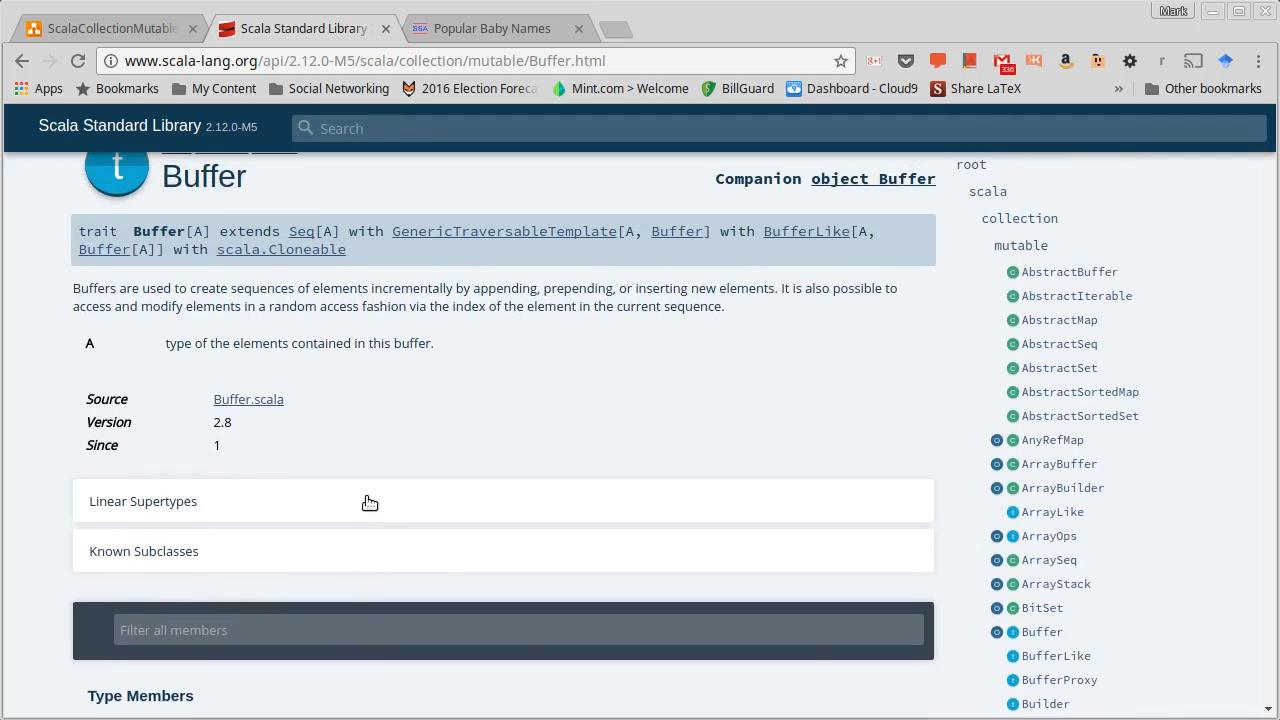 Mark
ScalaCollectionMutable
Scala Standard Library
SSA
Popular Baby Names
www.scala-lang.org/api/2.12.0-M5/scala/collection/mutable/Buffer.html
336
r
Apps
Bookmarks
My Content
Social Networking
2016 Election Foreca
Mint.com > Welcome
BillGuard
Dashboard - Cloud9
S
Share LaTeX
»
Other bookmarks
Scala Standard Library 2.12.0-M5
Search
t
Buffer
Companion object Buffer
trait Buffer[A] extends Seq[A] with GenericTraversableTemplate[A, Buffer] with BufferLike[A,
Buffer[A]] with scala.Cloneable
Buffers are used to create sequences of elements incrementally by appending, prepending, or inserting new elements. It is also possible to
access and modify elements in a random access fashion via the index of the element in the current sequence.
A type of the elements contained in this buffer.
Source Buffer.scala
Version 2.8
Since 1
Linear Supertypes
Known Subclasses
Filter all members
Type Members
root
scala
collection
mutable
C AbstractBuffer
C AbstractIterable
C AbstractMap
C AbstractSeq
C AbstractSet
C AbstractSortedMap
C AbstractSortedSet
O C AnyRefMap
O C ArrayBuffer
O C ArrayBuilder
t ArrayLike
O t ArrayOps
O C ArraySeq
O C ArrayStack
O C BitSet
O t Buffer
t BufferLike
t BufferProxy
t Builder